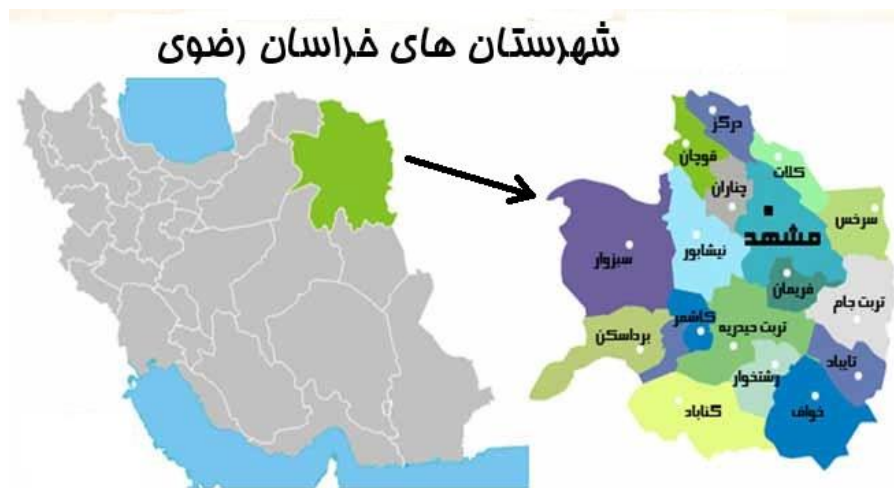 شهرستان های خراسان رضوی
درگز
قوچان
کلات
چناران
سرخس
مشهد
نیشابور
سبزوار
فریمان
تربت جام
کاشمر
تربت حیدریه
برداسکن
تایباد
رشتخوار
گناباد
خواف